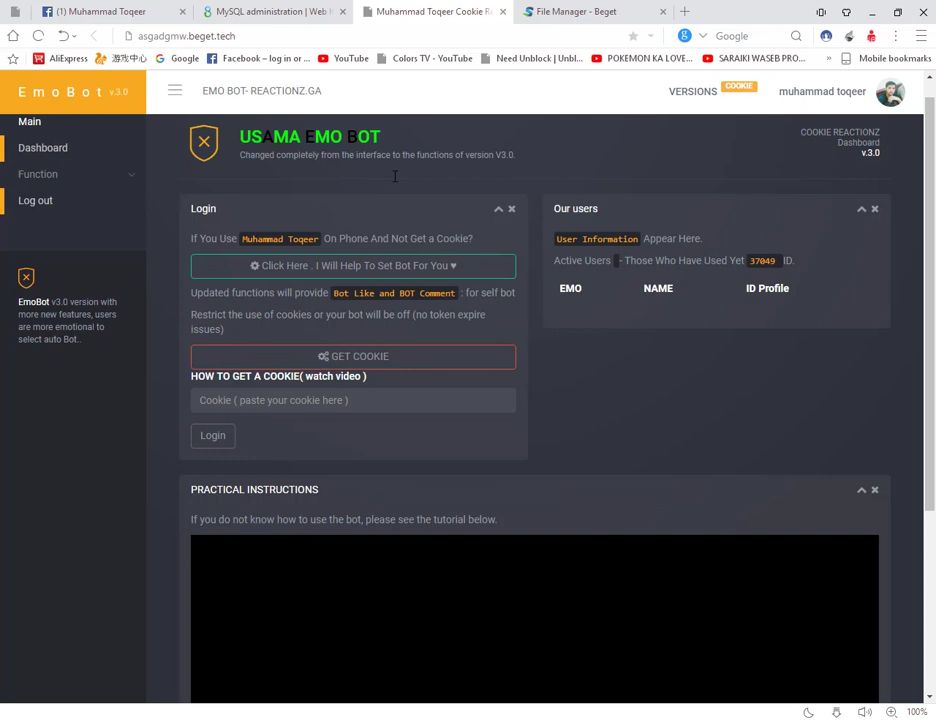 (1) Muhammad Toqeer
MySQL administration | Web
Muhammad Toqeer Cookie Re
File Manager - Beget
asgadgmw.beget.tech
Google
AliExpress
游戏中心
Google
Facebook – log in or ...
YouTube
Colors TV - YouTube
Need Unblock | Unbl...
POKEMON KA LOVE...
SARAIKI WASEB PRO...
»
Mobile bookmarks
EmoBot v.3.0
EMO BOT- REACTIONZ.GA
VERSIONS COOKIE
muhammad toqeer
Main
Dashboard
Function
Log out
EmoBot v3.0 version with
more new features, users
are more emotional to
select auto Bot..
USAMA EMO BOT
Changed completely from the interface to the functions of version V3.0.
COOKIE REACTIONZ
Dashboard
v.3.0
Login
If You Use Muhammad Toqeer On Phone And Not Get a Cookie?
Click Here . I Will Help To Set Bot For You ♥
Updated functions will provide Bot Like and BOT Comment : for self bot
Restrict the use of cookies or your bot will be off (no token expire
issues)
GET COOKIE
HOW TO GET A COOKIE( watch video )
Cookie ( paste your cookie here )
Login
Our users
User Information Appear Here.
Active Users - Those Who Have Used Yet 37049 ID.
EMO NAME ID Profile
PRACTICAL INSTRUCTIONS
If you do not know how to use the bot, please see the tutorial below.
100%